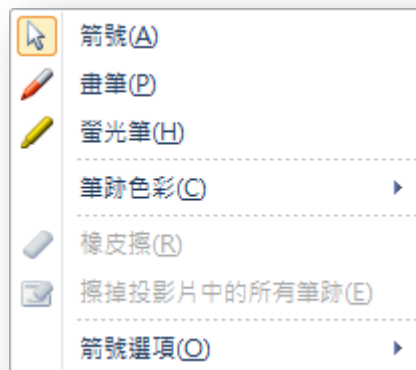 箭號(A)
畫筆(P)
螢光筆(H)
筆跡色彩(C)
橡皮擦(R)
擦掉投影片中的所有筆跡(E)
箭號選項(O)